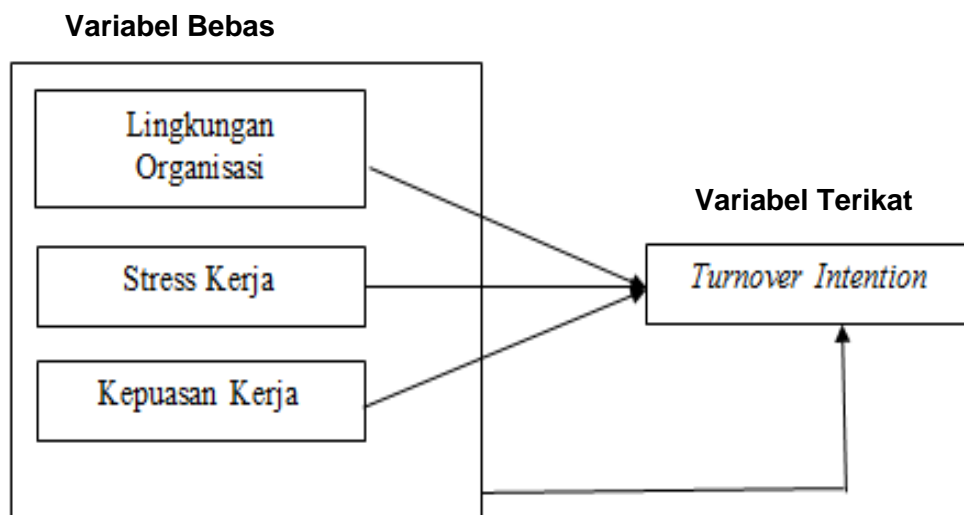 Variabel Bebas
Lingkungan
Organisasi
Stress Kerja
Kepuasan Kerja
Variabel Terikat
Turnover Intention